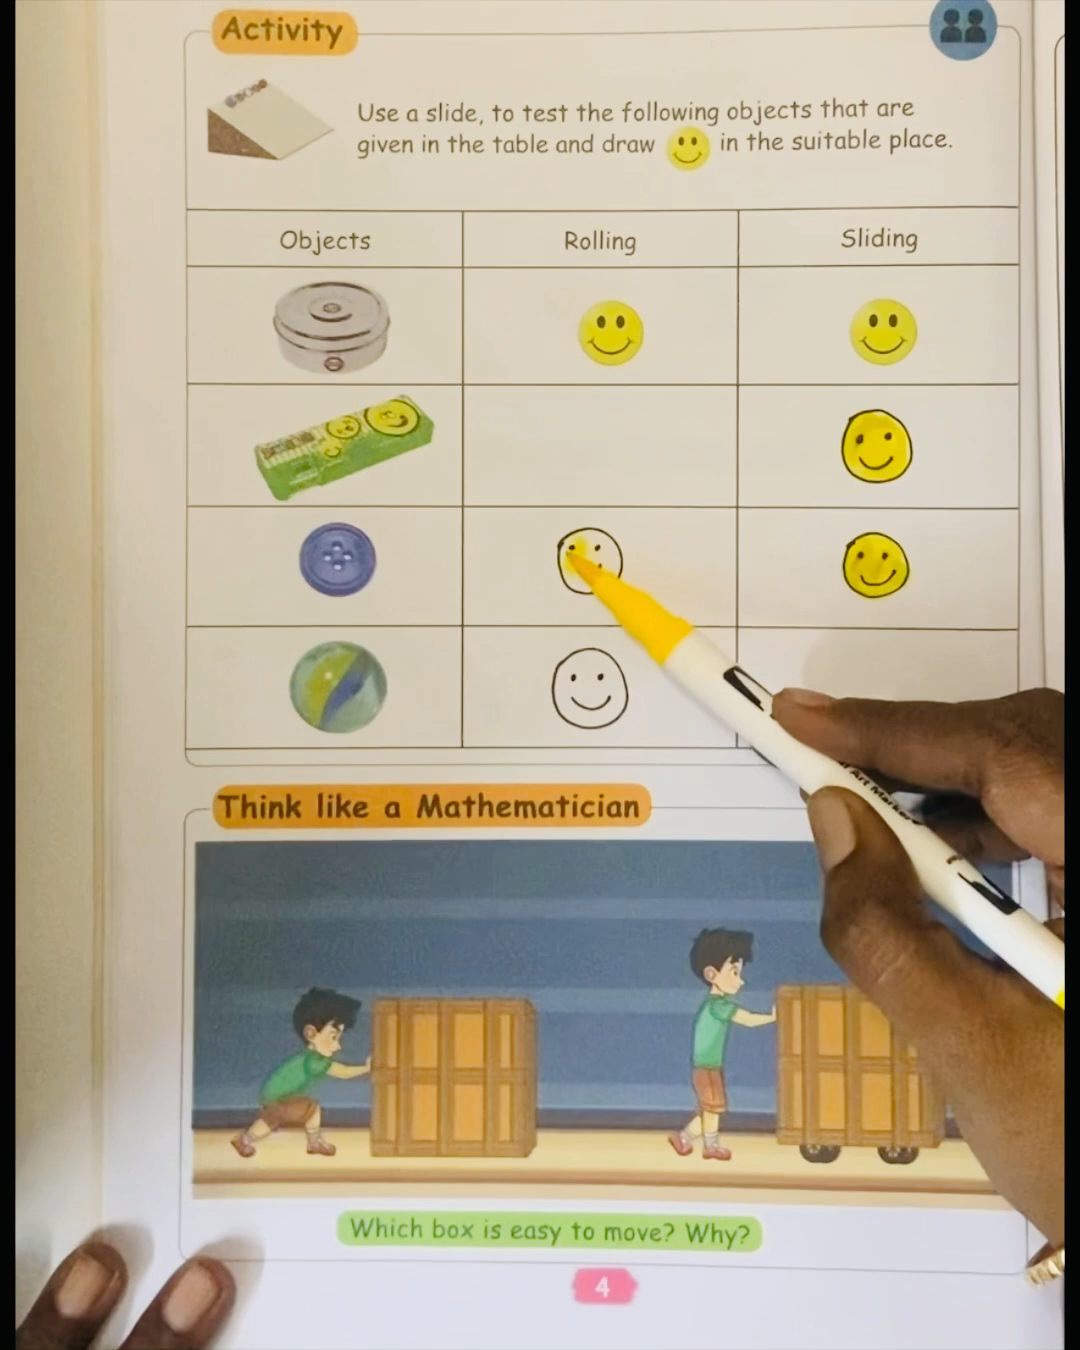 Activity
Use a slide, to test the following objects that are
given in the table and draw in the suitable place.
Objects Rolling Sliding
Think like a Mathematician
Which box is easy to move? Why?
4